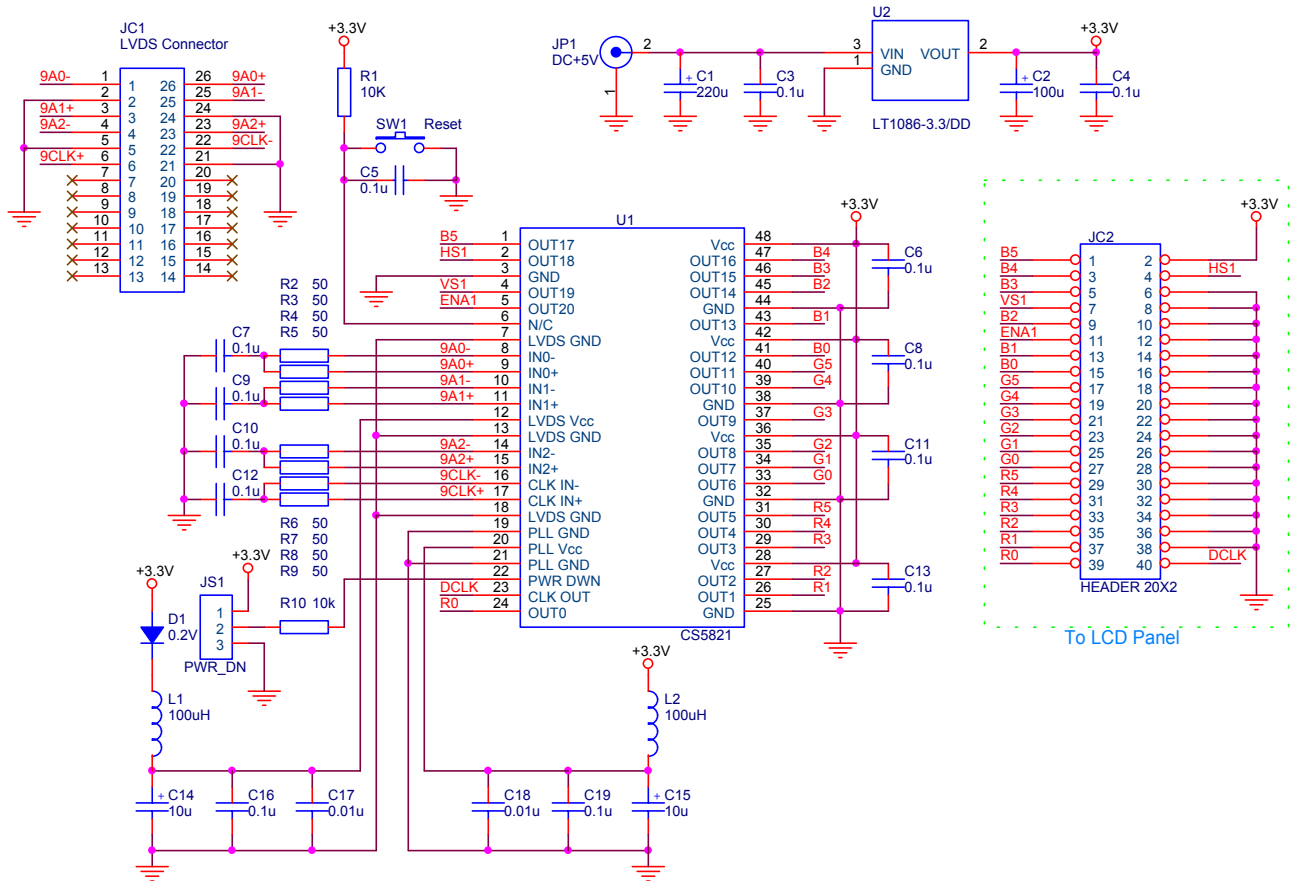 JC1
LVDS Connector
9A0- 1 1 26 26 9A0+
2 2 25 25 9A1-
9A1+ 3 3 24 24
9A2- 4 4 23 23 9A2+
5 5 22 22 9CLK-
9CLK+ 6 6 21 21
7 7 20 20
8 8 19 19
9 9 18 18
10 10 17 17
11 11 16 16
12 12 15 15
13 13 14 14
+3.3V
R1
10K
SW1 Reset
C5
0.1u
JP1
DC+5V
2
1
+ C1
220u
C3
0.1u
U2
3 VIN VOUT 2
1 GND
LT1086-3.3/DD
+ C2
100u
+3.3V
C4
0.1u
U1
B5 1 OUT17
HS1 2 OUT18
3 GND
VS1 4 OUT19
ENA1 5 OUT20
6 N/C
7 LVDS GND
9A0- 8 IN0-
9A0+ 9 IN0+
9A1- 10 IN1-
9A1+ 11 IN1+
12 LVDS Vcc
13 LVDS GND
9A2- 14 IN2-
9A2+ 15 IN2+
9CLK- 16 CLK IN-
9CLK+ 17 CLK IN+
18 LVDS GND
19 PLL GND
20 PLL Vcc
21 PLL GND
22 PWR DWN
DCLK 23 CLK OUT
R0 24 OUT0
Vcc 48
OUT16 47 B4
OUT15 46 B3
OUT14 45 B2
GND 44
OUT13 43 B1
Vcc 42
OUT12 41 B0
OUT11 40 G5
OUT10 39 G4
GND 38
OUT9 37 G3
Vcc 36
OUT8 35 G2
OUT7 34 G1
OUT6 33 G0
GND 32
OUT5 31 R5
OUT4 30 R4
OUT3 29 R3
Vcc 28
OUT2 27 R2
OUT1 26 R1
GND 25
CS5821
+3.3V
C6
0.1u
C8
0.1u
C11
0.1u
C13
0.1u
R2 50
R3 50
R4 50
R5 50
C7
0.1u
C9
0.1u
C10
0.1u
C12
0.1u
R6 50
R7 50
R8 50
R9 50
+3.3V
JS1
1
2
3
PWR_DN
R10 10k
+3.3V
D1
0.2V
L1
100uH
+ C14
10u
C16
0.1u
C17
0.01u
+3.3V
L2
100uH
C18
0.01u
C19
0.1u
+ C15
10u
+3.3V
JC2
B5 1 2
B4 3 4 HS1
B3 5 6
VS1 7 8
B2 9 10
ENA1 11 12
B1 13 14
B0 15 16
G5 17 18
G4 19 20
G3 21 22
G2 23 24
G1 25 26
G0 27 28
R5 29 30
R4 31 32
R3 33 34
R2 35 36
R1 37 38
R0 39 40 DCLK
HEADER 20X2
To LCD Panel